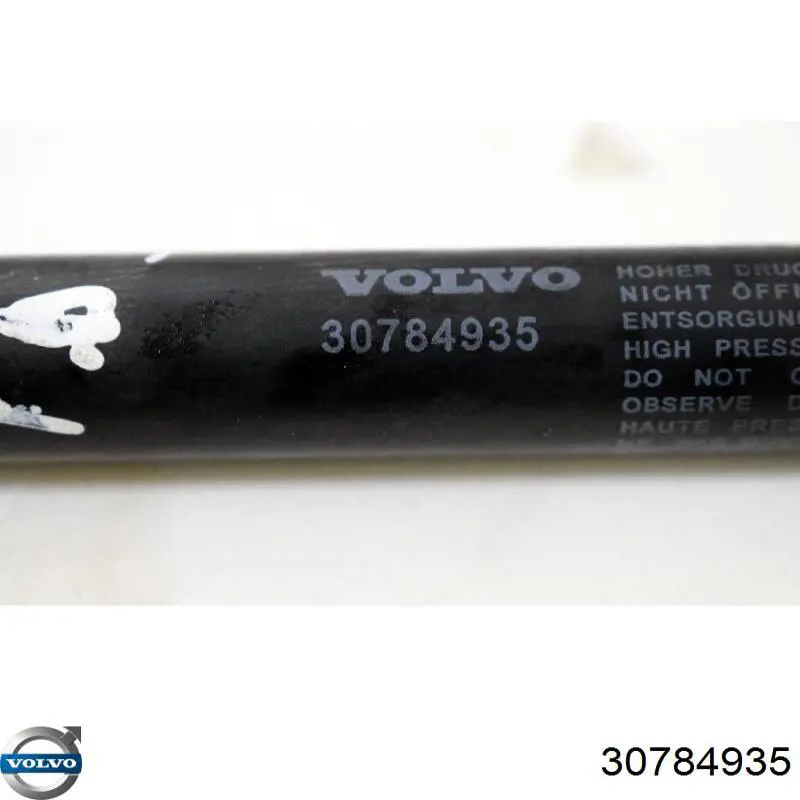 VOLVO
30784935
HOHER DRUC
NICHT ÖFF
ENTSORGUNG
HIGH PRESS
DO NOT
OBSERVE D
HAUTE PRES
VOLVO
30784935